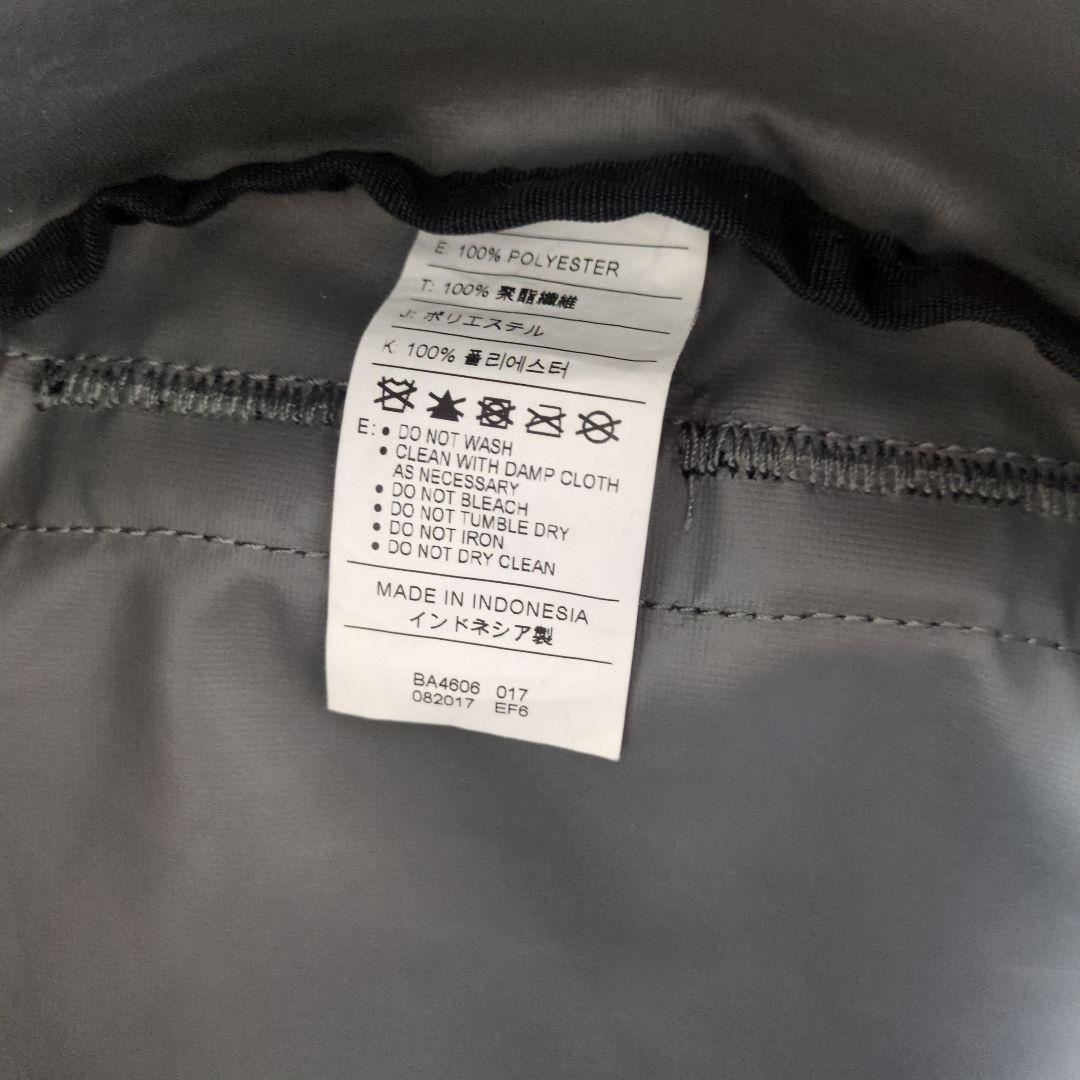 E: 100% POLYESTER
T: 100% 聚酯纖維
J: ポリエステル
K: 100% 폴리에스터
E: • DO NOT WASH
• CLEAN WITH DAMP CLOTH
AS NECESSARY
• DO NOT BLEACH
• DO NOT TUMBLE DRY
• DO NOT IRON
• DO NOT DRY CLEAN
MADE IN INDONESIA
インドネシア製
BA4606 017
082017 EF6